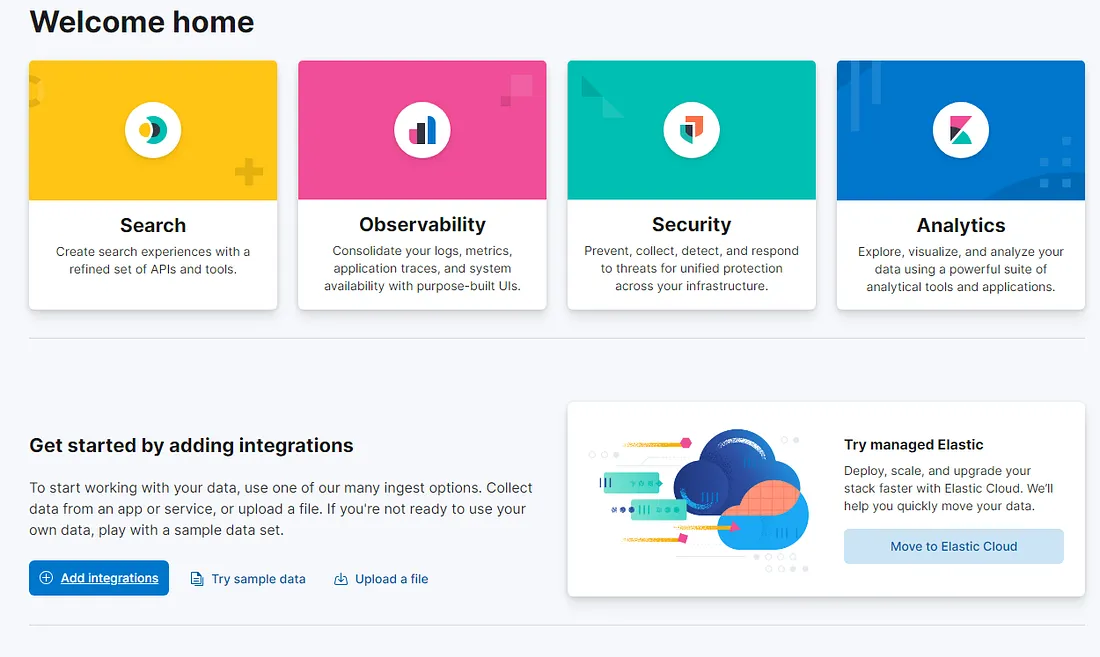 Welcome home
Search
Create search experiences with a
refined set of APIs and tools.
Observability
Consolidate your logs, metrics,
application traces, and system
availability with purpose-built UIs.
Security
Prevent, collect, detect, and respond
to threats for unified protection
across your infrastructure.
Analytics
Explore, visualize, and analyze your
data using a powerful suite of
analytical tools and applications.
Get started by adding integrations
To start working with your data, use one of our many ingest options. Collect
data from an app or service, or upload a file. If you're not ready to use your
own data, play with a sample data set.
Add integrations
Try sample data
Upload a file
Try managed Elastic
Deploy, scale, and upgrade your
stack faster with Elastic Cloud. We’ll
help you quickly move your data.
Move to Elastic Cloud